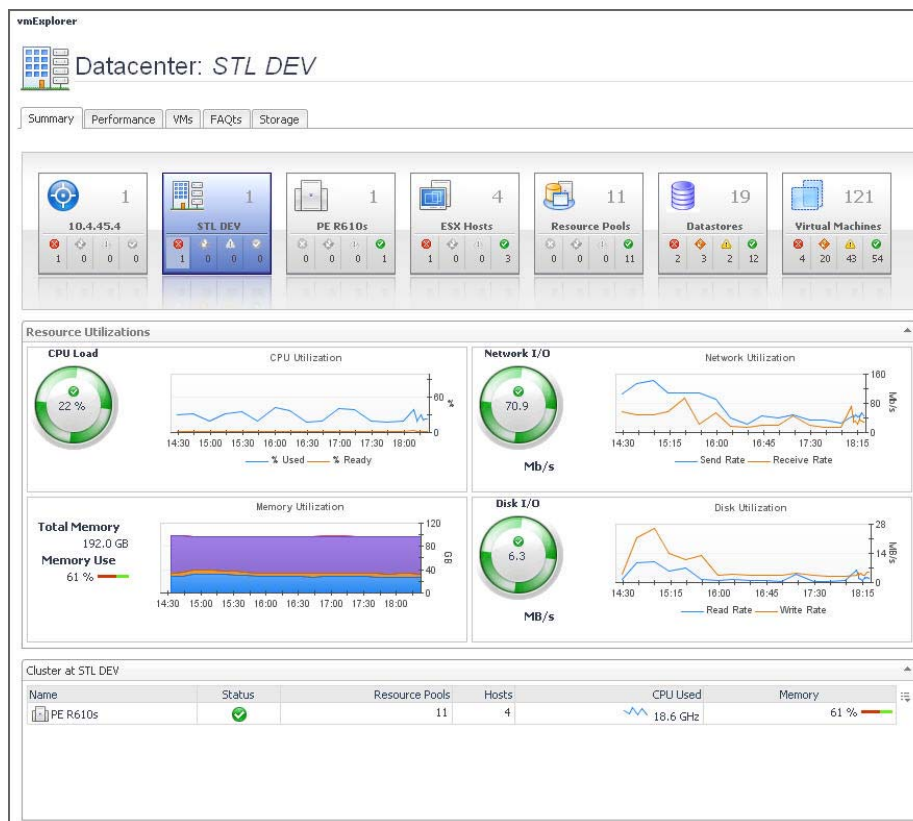 vmExplorer
Datacenter: STL DEV
Summary Performance VMs FAQts Storage
1 1 1 4 11 19 121
10.4.45.4 STL DEV PE R610s ESX Hosts Resource Pools Datastores Virtual Machines
1 0 0 0 1 0 0 0 0 0 0 1 1 0 0 3 0 0 0 11 2 3 2 12 4 20 43 54
Resource Utilizations
CPU Load
22 %
CPU Utilization
60
0
%
14:30 15:00 15:30 16:00 16:30 17:00 17:30 18:00
% Used % Ready
Network I/O
70.9
Mb/s
Network Utilization
160
80
0
Mb/s
14:30 15:15 16:00 16:45 17:30 18:15
Send Rate Receive Rate
Total Memory
192.0 GB
Memory Use
61 %
Memory Utilization
120
80
40
0
GB
14:30 15:00 15:30 16:00 16:30 17:00 17:30 18:00
Disk I/O
6.3
MB/s
Disk Utilization
28
14
0
MB/s
14:30 15:15 16:00 16:45 17:30 18:15
Read Rate Write Rate
Cluster at STL DEV
Name Status Resource Pools Hosts CPU Used Memory
PE R610s 11 4 18.6 GHz 61 %